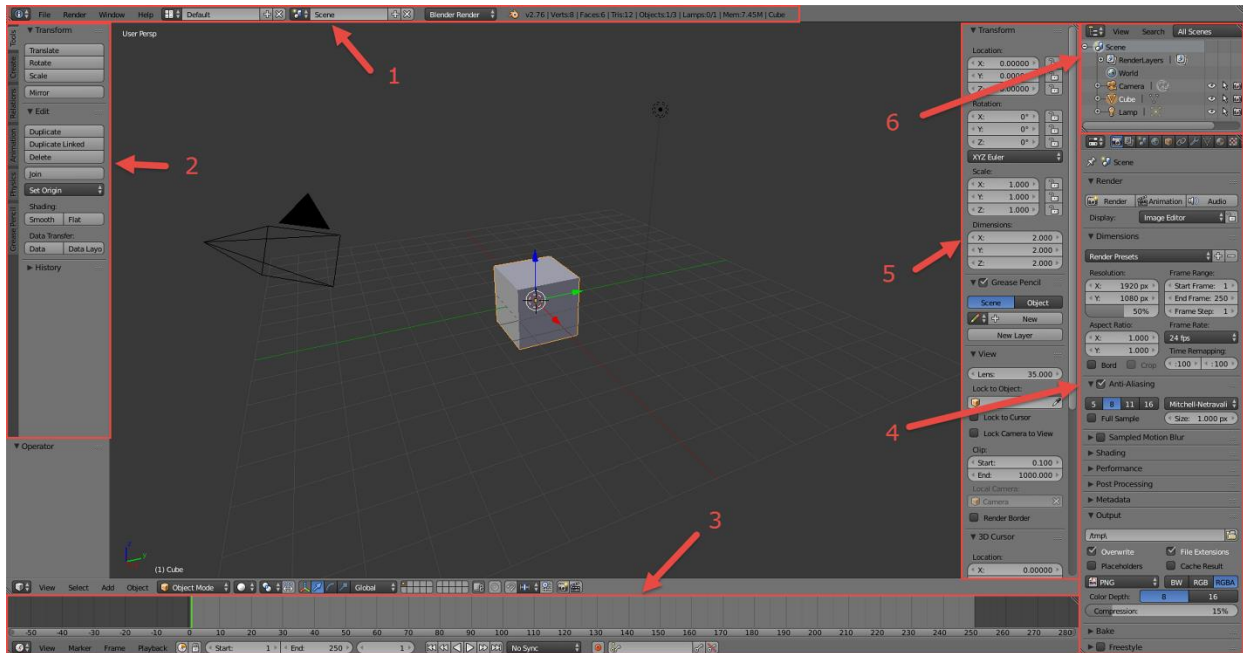 File Render Window Help Default Scene Blender Render v2.76 | Verts:8 | Faces:6 | Tris:12 | Objects:1/3 | Lamps:0/1 | Mem:7.45M | Cube
1
Tools
Create
Relations
Animation
Physics
Grease Pencil
Transform
Translate
Rotate
Scale
Mirror
Edit
Duplicate
Duplicate Linked
Delete
Join
Set Origin
Shading:
Smooth Flat
Data Transfer:
Data Data Layo
History
Operator
2
User Persp
z
y
(1) Cube
View Select Add Object Object Mode Global
3
-50 -40 -30 -20 -10 0 10 20 30 40 50 60 70 80 90 100 110 120 130 140 150 160 170 180 190 200 210 220 230 240 250 260 270 280
View Marker Frame Playback Start: 1 End: 250 1 No Sync
Transform
Location:
X: 0.00000
Y: 0.00000
Z: 0.00000
Rotation:
X: 0°
Y: 0°
Z: 0°
XYZ Euler
Scale:
X: 1.000
Y: 1.000
Z: 1.000
Dimensions:
X: 2.000
Y: 2.000
Z: 2.000
Grease Pencil
Scene Object
New
New Layer
View
Lens: 35.000
Lock to Object:
Lock to Cursor
Lock Camera to View
Clip:
Start: 0.100
End: 1000.000
Local Camera:
Camera
Render Border
3D Cursor
Location:
X: 0.00000
5
6
View Search All Scenes
Scene
RenderLayers |
World
Camera |
Cube |
Lamp |
4
Scene
Render
Render Animation Audio
Display: Image Editor
Dimensions
Render Presets
Resolution: Frame Range:
X: 1920 px Start Frame: 1
Y: 1080 px End Frame: 250
50% Frame Step: 1
Aspect Ratio: Frame Rate:
X: 1.000 24 fps
Y: 1.000 Time Remapping:
Bord Crop :100 :100
Anti-Aliasing
5 8 11 16 Mitchell-Netravali
Full Sample Size: 1.000 px
Sampled Motion Blur
Shading
Performance
Post Processing
Metadata
Output
/tmp\
Overwrite File Extensions
Placeholders Cache Result
PNG BW RGB RGBA
Color Depth: 8 16
Compression: 15%
Bake
Freestyle